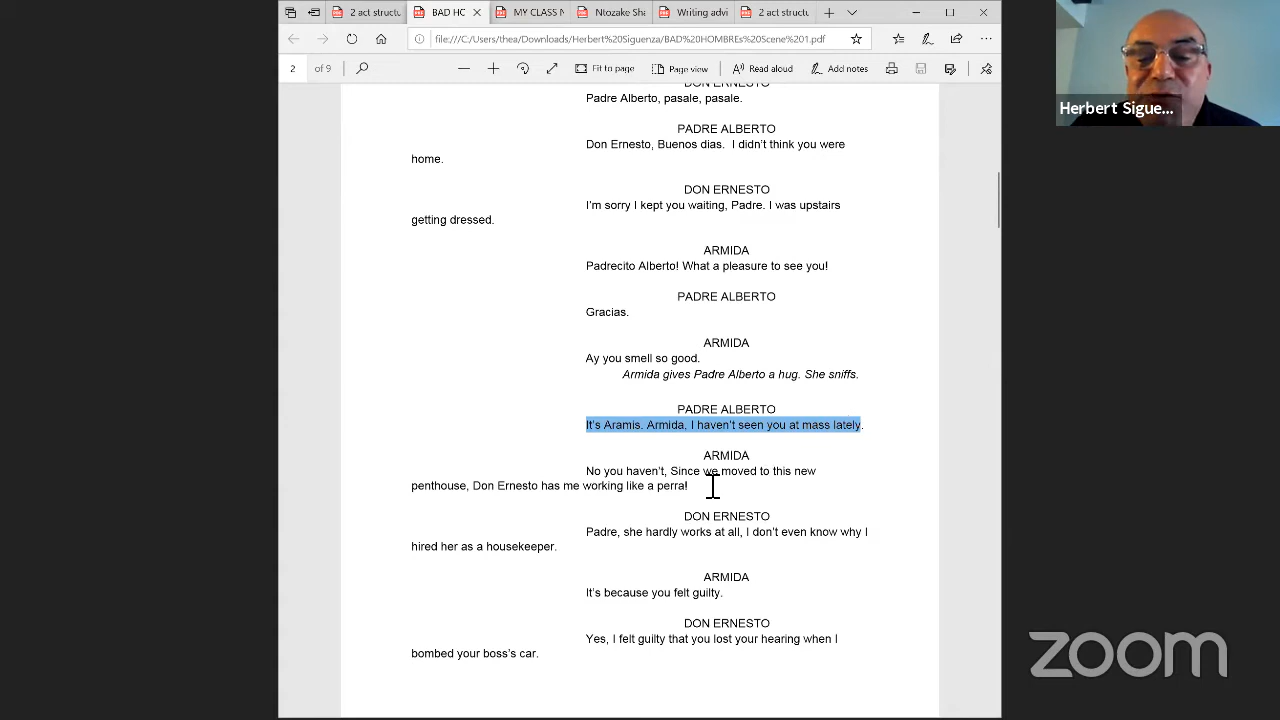 2 act structu
BAD HO
MY CLASS N
Ntozake Sha
Writing advi
2 act structu
file:///C:/Users/thea/Downloads/Herbert%20Siguenza/BAD%20HOMBREs%20Scene%201.pdf
2 of 9
Fit to page
Page view
Read aloud
Add notes
DON ERNESTO
Padre Alberto, pasale, pasale.
PADRE ALBERTO
Don Ernesto, Buenos dias. I didn't think you were
home.
DON ERNESTO
I'm sorry I kept you waiting, Padre. I was upstairs
getting dressed.
ARMIDA
Padrecito Alberto! What a pleasure to see you!
PADRE ALBERTO
Gracias.
ARMIDA
Ay you smell so good.
Armida gives Padre Alberto a hug. She sniffs.
PADRE ALBERTO
It's Aramis. Armida, I haven't seen you at mass lately.
ARMIDA
No you haven't, Since we moved to this new
penthouse, Don Ernesto has me working like a perra!
DON ERNESTO
Padre, she hardly works at all, I don't even know why I
hired her as a housekeeper.
ARMIDA
It's because you felt guilty.
DON ERNESTO
Yes, I felt guilty that you lost your hearing when I
bombed your boss's car.
Herbert Sigue...
zoom